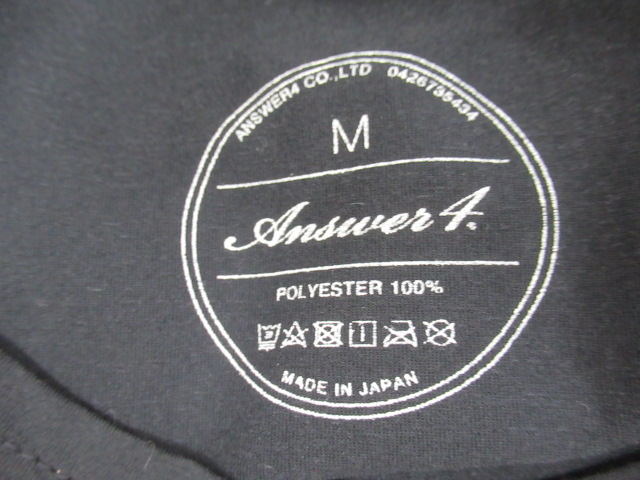 ANSWER4 CO.,LTD 0426735434
M
Answer4.
POLYESTER 100%
MADE IN JAPAN